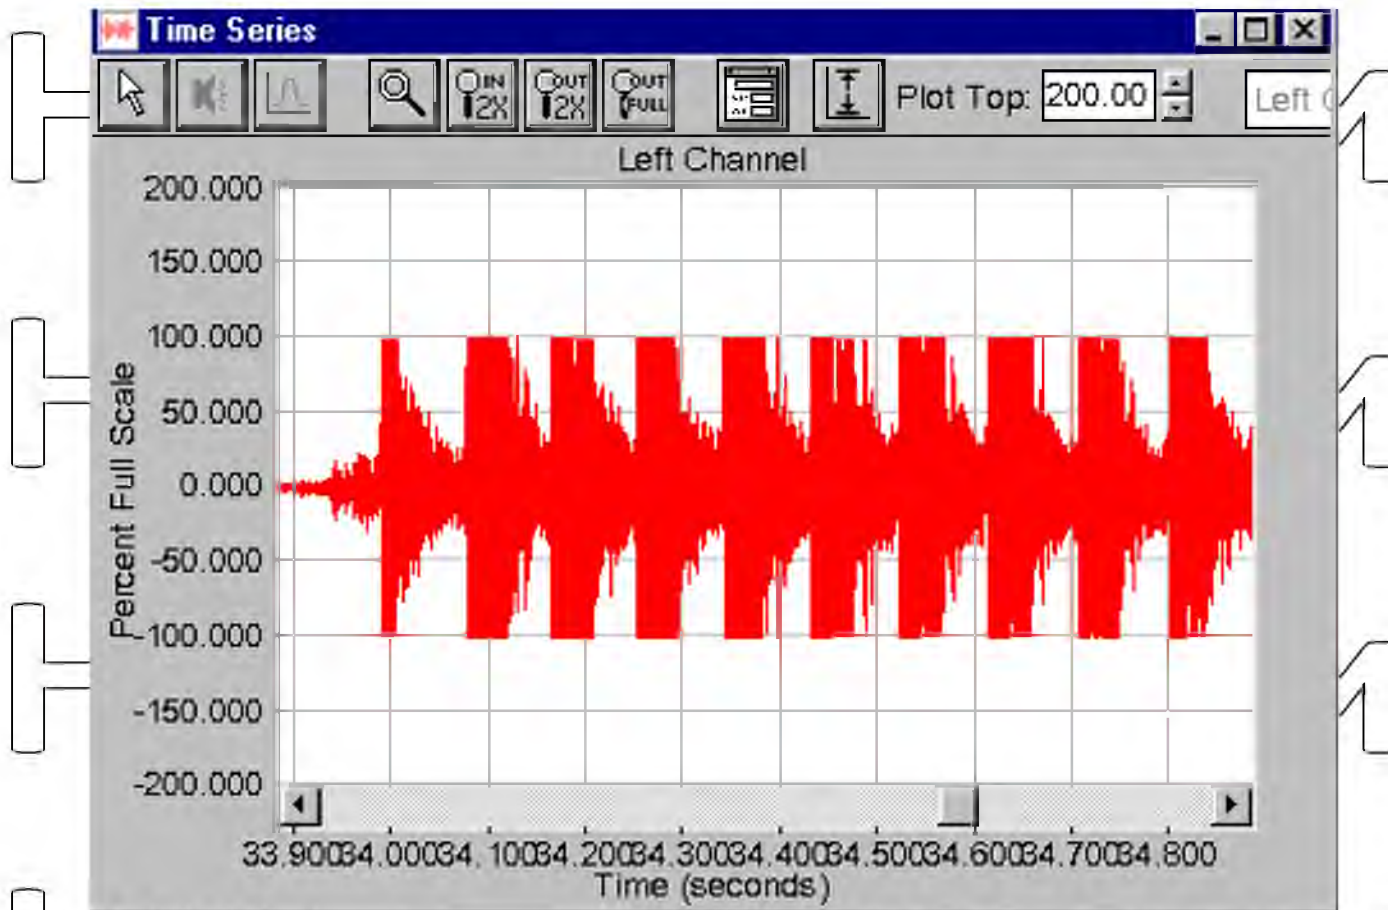 Time Series
IN 2X OUT 2X OUT FULL Plot Top: 200.00 Left
Left Channel
200.000
150.000
100.000
50.000
0.000
-50.000
-100.000
-150.000
-200.000
Percent Full Scale
33.900 34.000 34.100 34.200 34.300 34.400 34.500 34.600 34.700 34.800
Time (seconds)